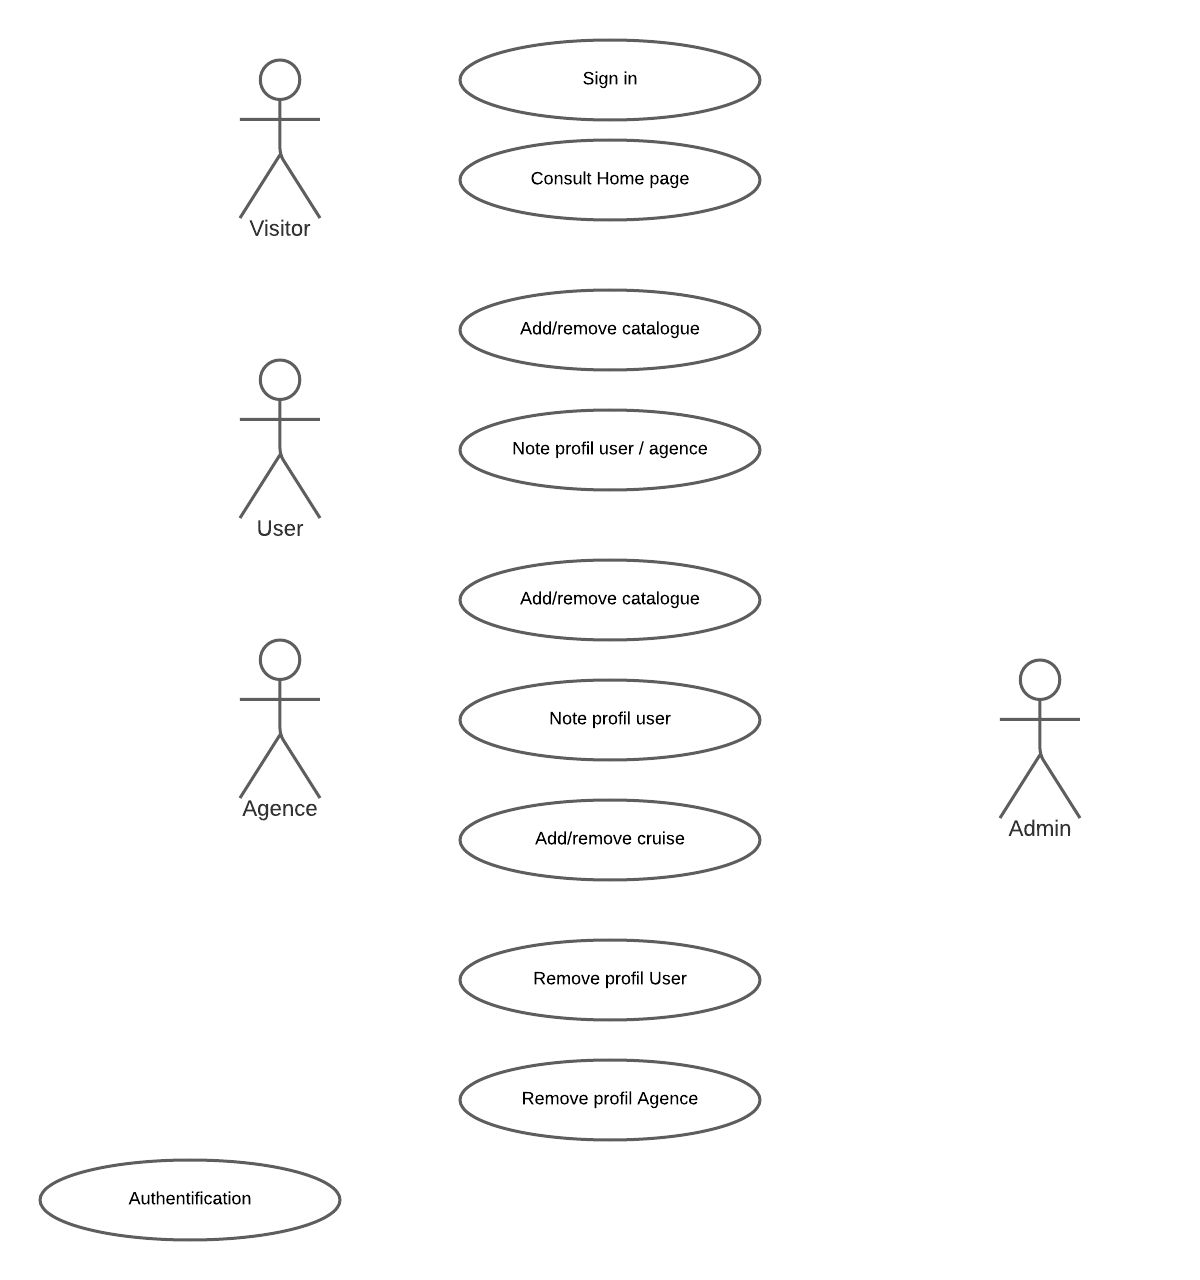 Sign in
Consult Home page
Visitor
Add/remove catalogue
Note profil user / agence
User
Add/remove catalogue
Note profil user
Agence
Admin
Add/remove cruise
Remove profil User
Remove profil Agence
Authentification